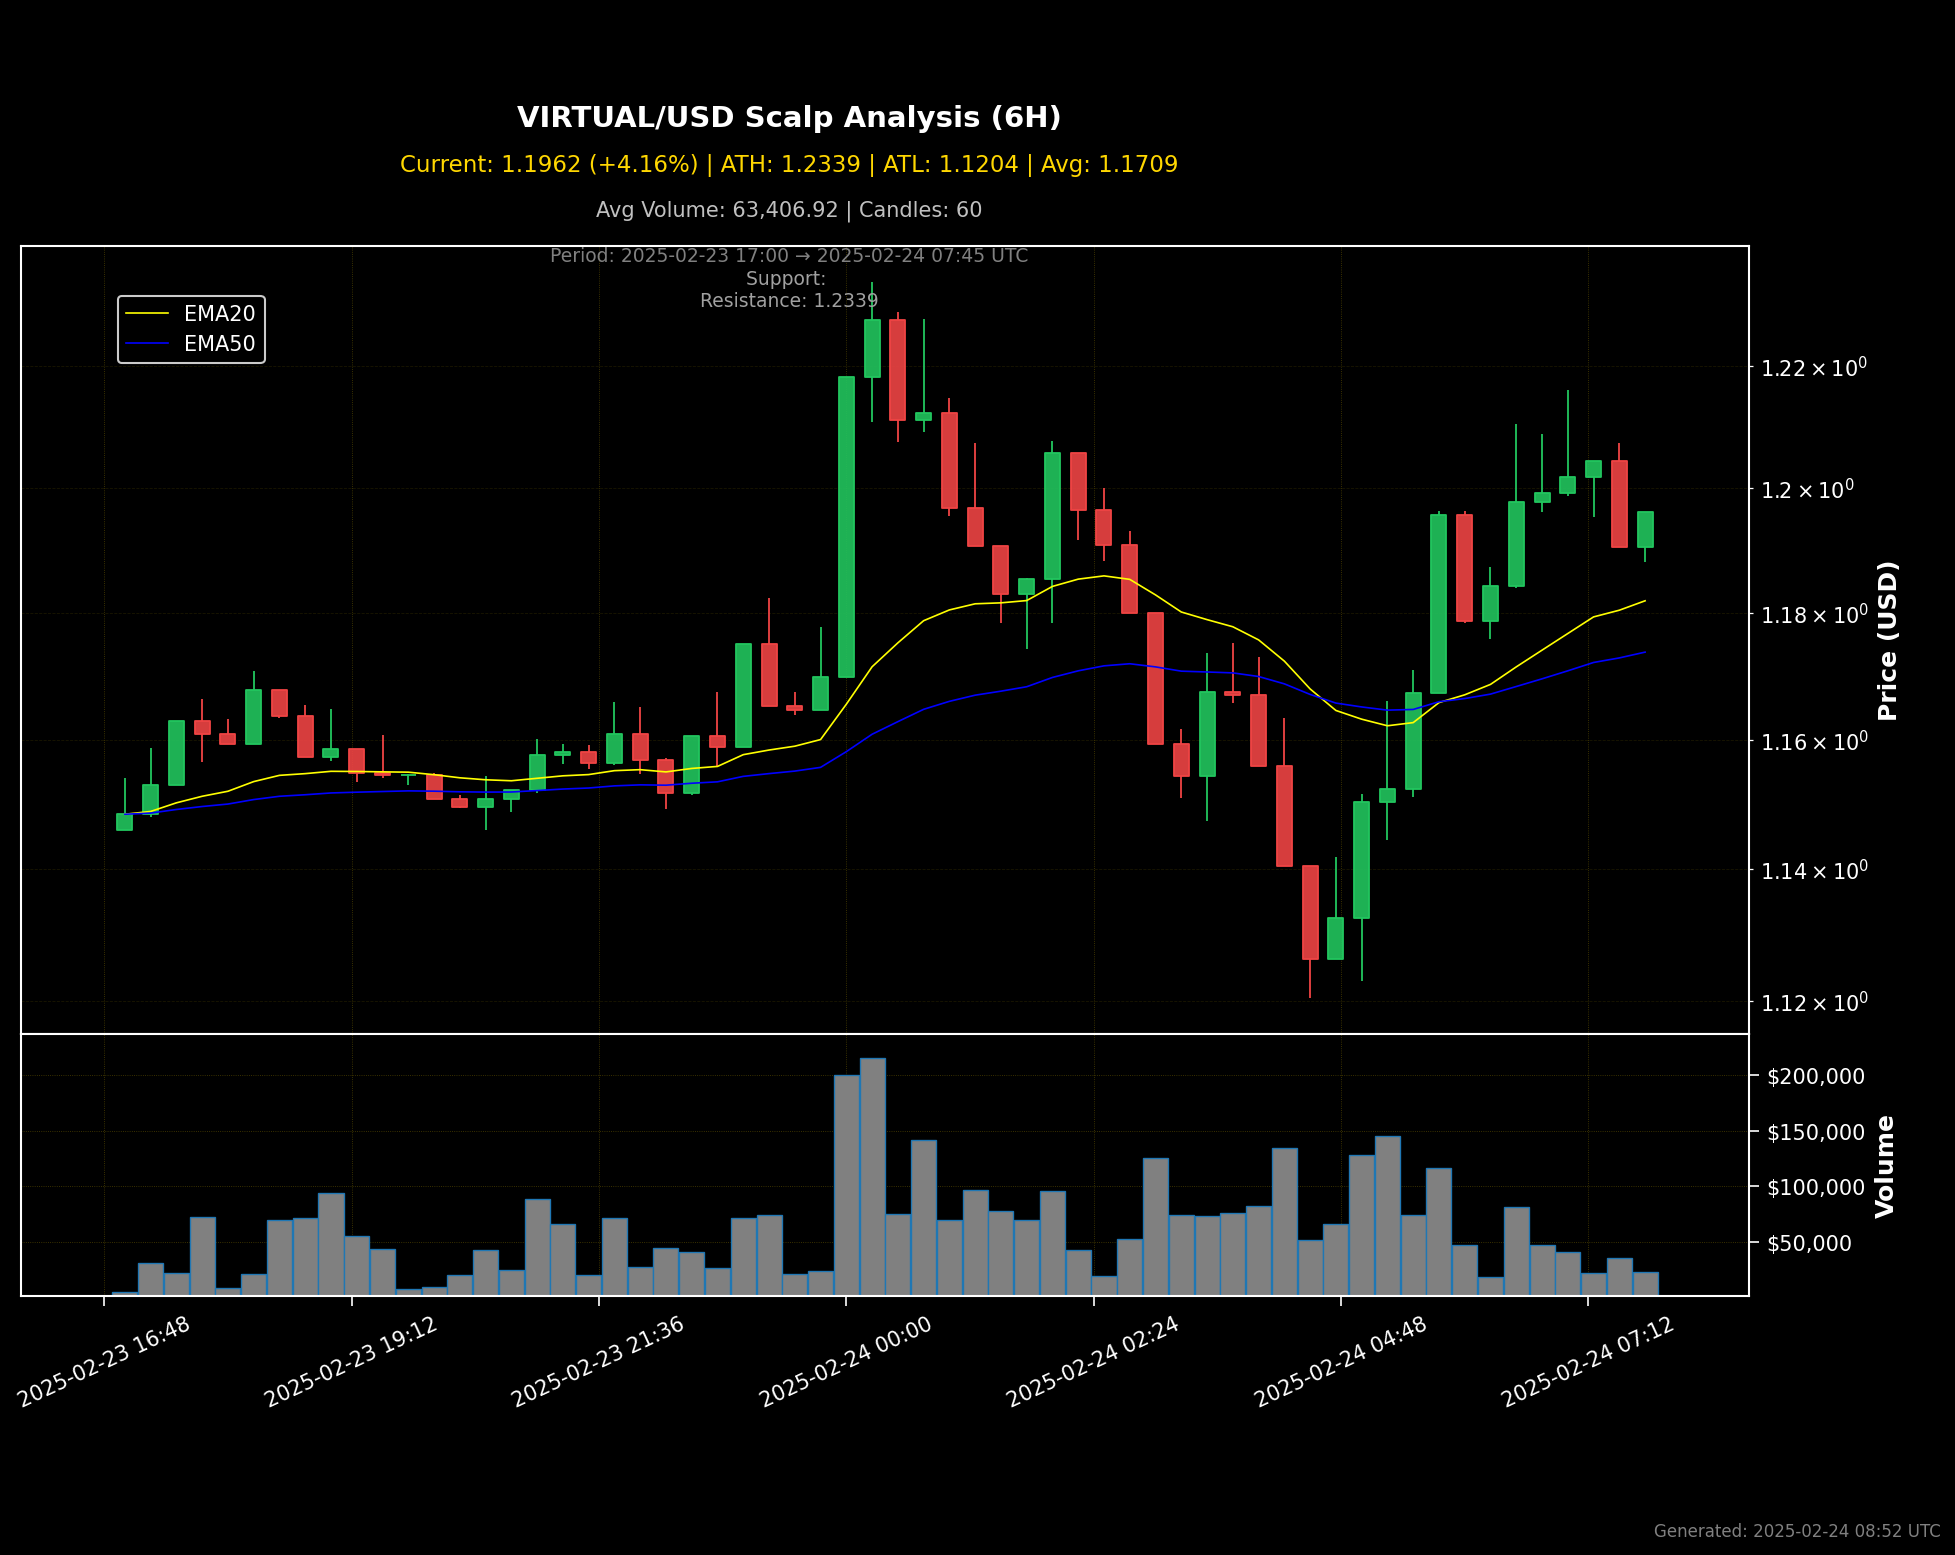 VIRTUAL/USD Scalp Analysis (6H)
Current: 1.1962 (+4.16%) | ATH: 1.2339 | ATL: 1.1204 | Avg: 1.1709
Avg Volume: 63,406.92 | Candles: 60
Period: 2025-02-23 17:00 → 2025-02-24 07:45 UTC
Support:
Resistance: 1.2339
EMA20
EMA50
1.22 × 10⁰
1.2 × 10⁰
1.18 × 10⁰
1.16 × 10⁰
1.14 × 10⁰
1.12 × 10⁰
Price (USD)
$200,000
$150,000
$100,000
$50,000
Volume
2025-02-23 16:48
2025-02-23 19:12
2025-02-23 21:36
2025-02-24 00:00
2025-02-24 02:24
2025-02-24 04:48
2025-02-24 07:12
Generated: 2025-02-24 08:52 UTC